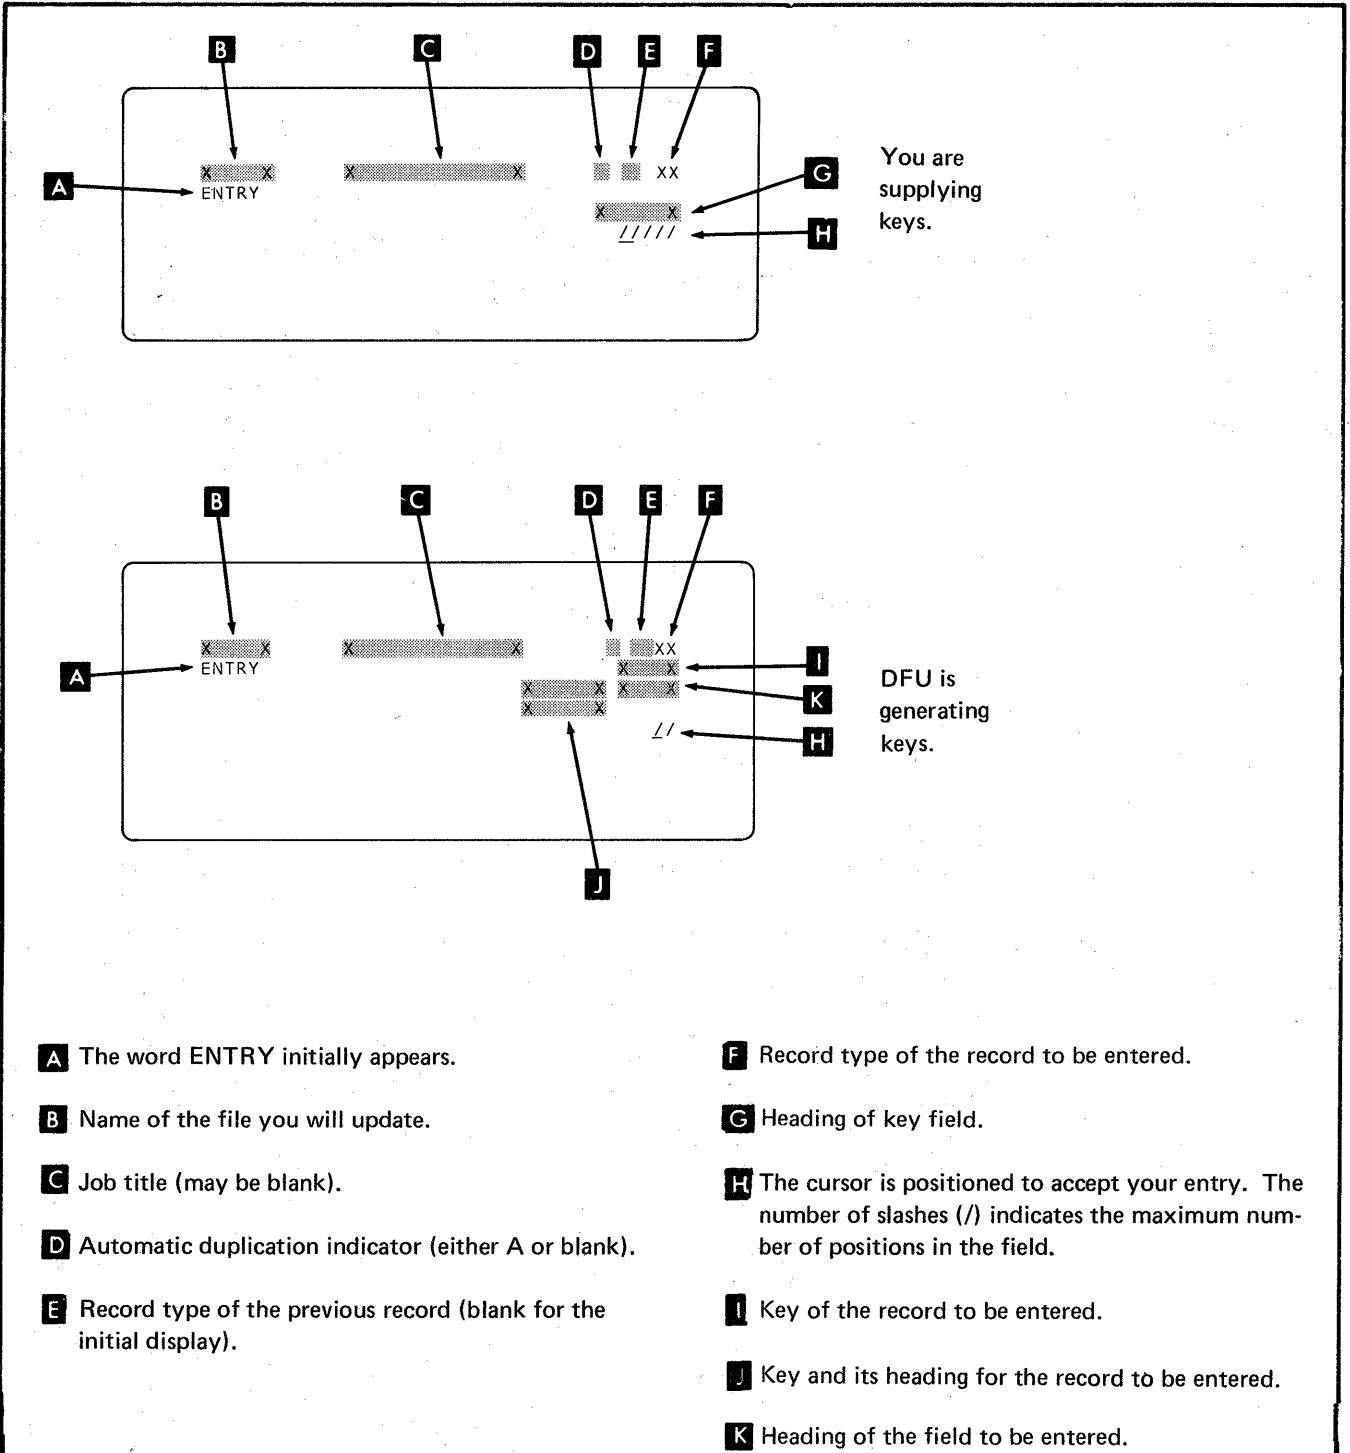 B C D E F
X X X X XX
A ENTRY
G You are
supplying
keys.
X X
///// H
B C D E F
X X X X XX
A ENTRY
X X I
X X X X K
X X
// H
DFU is
generating
keys.
J
A The word ENTRY initially appears.
B Name of the file you will update.
C Job title (may be blank).
D Automatic duplication indicator (either A or blank).
E Record type of the previous record (blank for the
initial display).
F Record type of the record to be entered.
G Heading of key field.
H The cursor is positioned to accept your entry. The
number of slashes (/) indicates the maximum num-
ber of positions in the field.
I Key of the record to be entered.
J Key and its heading for the record to be entered.
K Heading of the field to be entered.